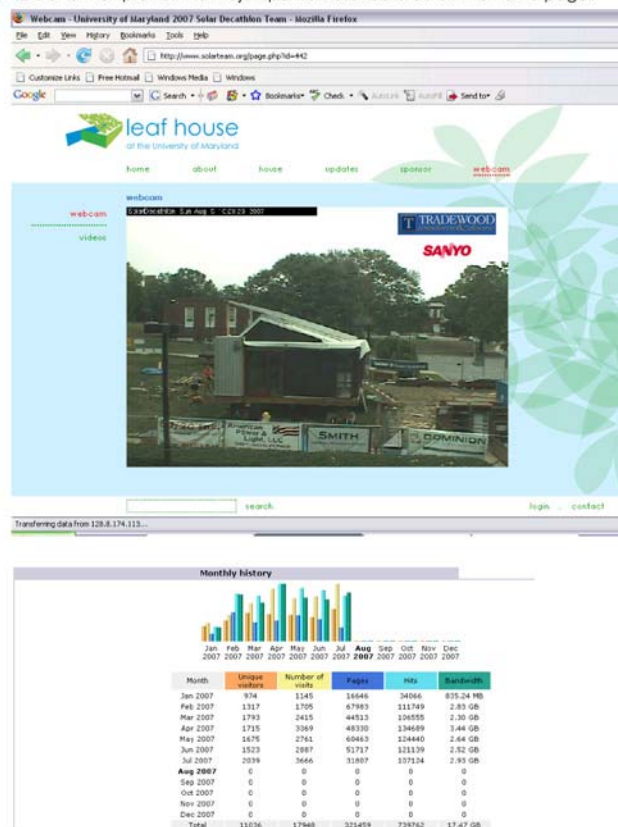 Webcam - University of Maryland 2007 Solar Decathlon Team - Mozilla Firefox
File Edit View History Bookmarks Tools Help
http://www.solarteam.org/page.php?id=442
Customize Links Free Hotmail Windows Media Windows
Google Search Bookmarks Check AutoLink AutoFill Send to
leaf house
at the University of Maryland
home about house updates sponsor webcam
webcam
webcam
videos
SolarDecathlon Sun Aug 5 2007
TRADEWOOD
SANYO
American Power & Light, LLC
SMITH
DOMINION
search
login contact
Transferring data from 128.8.174.113...
Monthly history
Jan 2007 Feb 2007 Mar 2007 Apr 2007 May 2007 Jun 2007 Jul 2007 Aug 2007 Sep 2007 Oct 2007 Nov 2007 Dec 2007
Month Unique visitors Number of visits Pages Hits Bandwidth
Jan 2007 974 1145 16646 34066 835.24 MB
Feb 2007 1317 1705 67983 111749 2.83 GB
Mar 2007 1793 2415 44513 106555 2.30 GB
Apr 2007 1715 3369 48330 134689 3.44 GB
May 2007 1675 2761 60463 124440 2.64 GB
Jun 2007 1523 2887 51717 121139 2.52 GB
Jul 2007 2039 3666 31807 107124 2.93 GB
Aug 2007 0 0 0 0 0
Sep 2007 0 0 0 0 0
Oct 2007 0 0 0 0 0
Nov 2007 0 0 0 0 0
Dec 2007 0 0 0 0 0
Total 11036 17948 321459 739762 17.47 GB